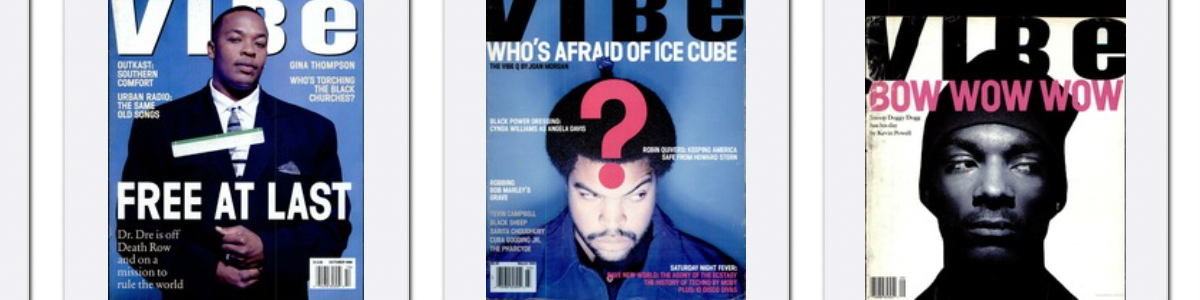 VIBE
OUTKAST:
SOUTHERN
COMFORT
URBAN RADIO:
THE SAME
OLD SONGS
GINA THOMPSON
WHO'S TORCHING
THE BLACK
CHURCHES?
FREE AT LAST
Dr. Dre is off
Death Row
and on a
mission to
rule the world
VIBE
WHO'S AFRAID OF ICE CUBE
THE VIBE Q BY JOAN MORGAN
?
BLACK POWER DRESSING:
CYNDA WILLIAMS AS ANGELA DAVIS
ROBIN QUIVERS: KEEPING AMERICA
SAFE FROM HOWARD STERN
ROBBING
BOB MARLEY'S
GRAVE
TEVIN CAMPBELL
BLACK SHEEP
SARITA CHOUDHURY
CUBA GOODING JR.
THE PHARCYDE
SATURDAY NIGHT FEVER:
RAVE NEW WORLD: THE AGONY OF THE ECSTASY
THE HISTORY OF TECHNO BY MOBY
PLUS: 10 DISCO DIVAS
VIBE
BOW WOW WOW
Snoop Doggy Dogg
has his day
by Kevin Powell